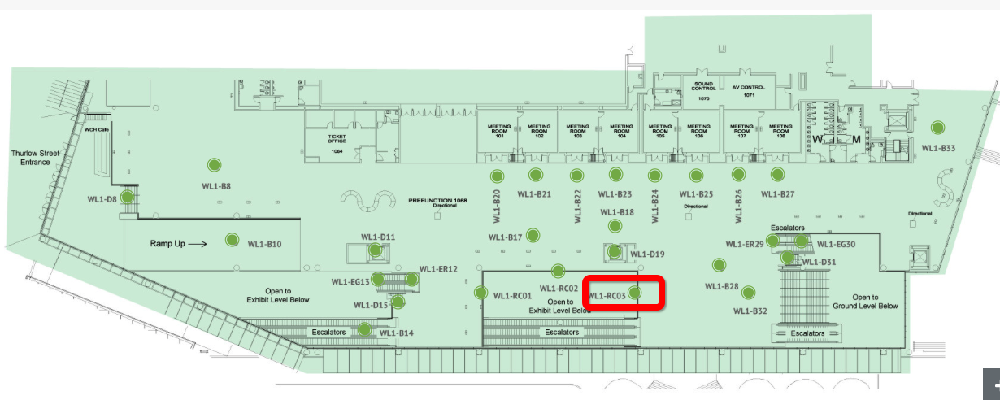 SOUND
CONTROL
1070
AV CONTROL
1071
WCH Cafe
TICKET
OFFICE
1064
MEETING
ROOM
101
MEETING
ROOM
102
MEETING
ROOM
103
MEETING
ROOM
104
MEETING
ROOM
105
MEETING
ROOM
106
MEETING
ROOM
107
MEETING
ROOM
108
W
M
Thurlow Street
Entrance
WL1-B33
WL1-B8
WL1-D8
WL1-B20
WL1-B21
WL1-B22
WL1-B23
WL1-B24
WL1-B25
WL1-B26
WL1-B27
PREFUNCTION 1068
Directional
WL1-B18
Directional
Directional
Ramp Up
WL1-B10
WL1-D11
WL1-B17
WL1-D19
Escalators
WL1-ER29
WL1-EG30
WL1-D31
WL1-ER12
WL1-EG13
Open to
Exhibit Level Below
WL1-D15
WL1-RC01
WL1-RC02
WL1-RC03
Open to
Exhibit Level Below
WL1-B28
WL1-B32
Open to
Ground Level Below
Escalators
WL1-B14
Escalators
Escalators